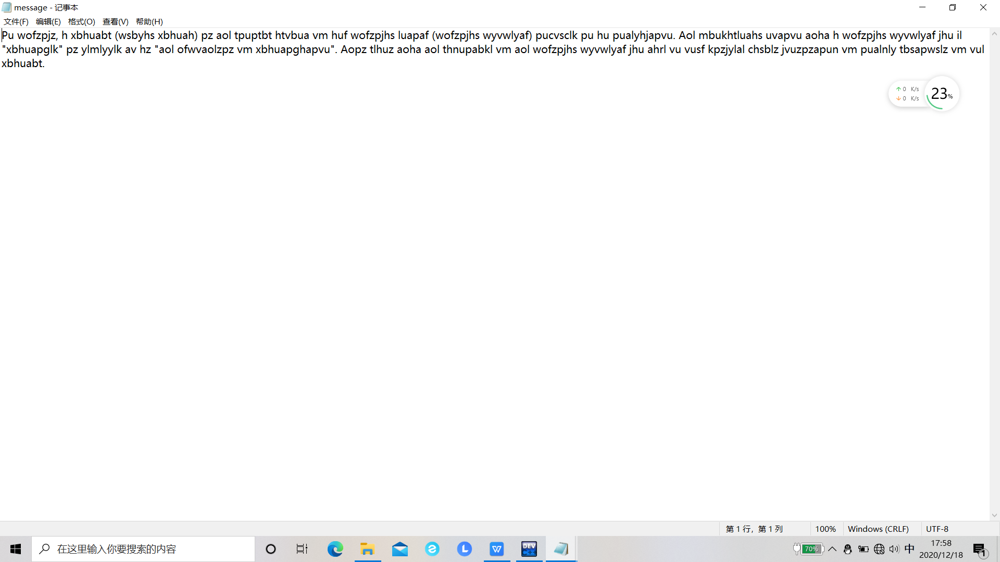 message - 记事本
文件(F) 编辑(E) 格式(O) 查看(V) 帮助(H)
Pu wofzpjz, h xbhuabt (wsbyhs xbhuah) pz aol tpuptbt htvbua vm huf wofzpjhs luapaf (wofzpjhs wyvwlyaf) pucvsclk pu hu pualyhjapvu. Aol mbukhtluahs uvapvu aoha h wofzpjhs wyvwlyaf jhu il
"xbhuapglk" pz ylmlyylk av hz "aol ofwvaolzpz vm xbhuapghapvu". Aopz tlhuz aoha aol thnupabkl vm aol wofzpjhs wyvwlyaf jhu ahrl vu vusf kpzjylal chsblz jvuzpzapun vm pualnly tbsapwslz vm vul
xbhuabt.
0 K/s
0 K/s
23%
第 1 行，第 1 列
100%
Windows (CRLF)
UTF-8
在这里输入你要搜索的内容
DEV
C++
70%
中
17:58
2020/12/18
1